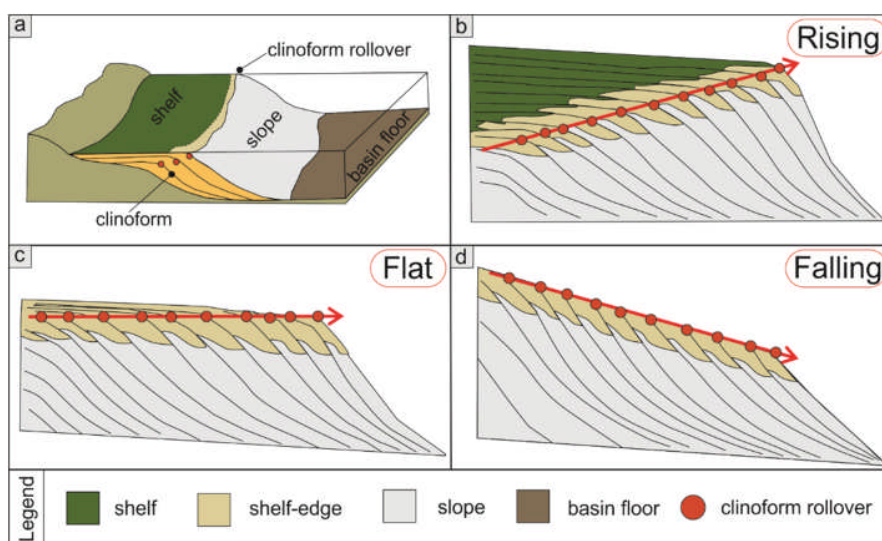 a
clinoform rollover
shelf
slope
basin floor
clinoform
b
Rising
c
Flat
d
Falling
Legend
shelf
shelf-edge
slope
basin floor
clinoform rollover